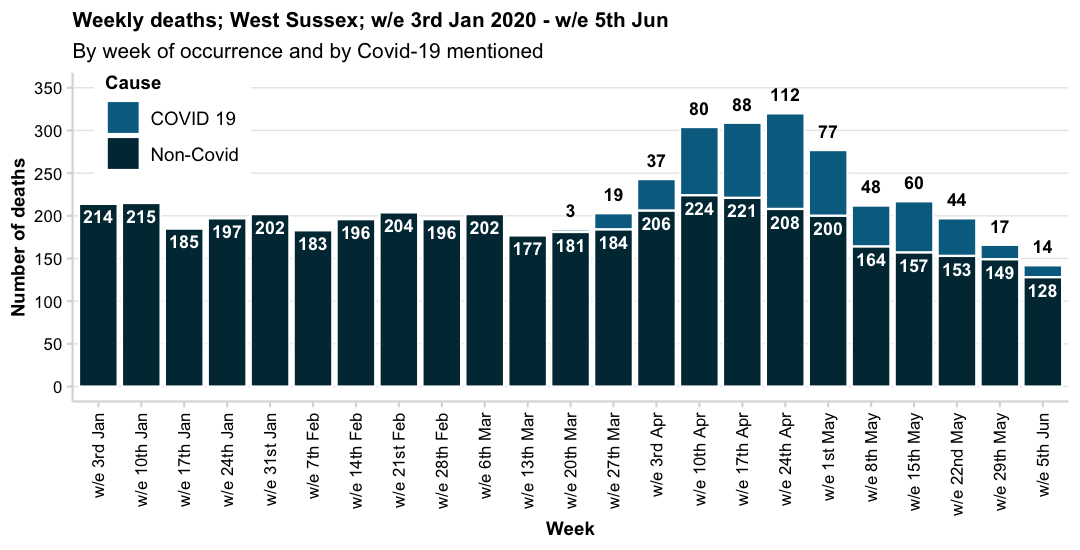 Weekly deaths; West Sussex; w/e 3rd Jan 2020 - w/e 5th Jun
By week of occurrence and by Covid-19 mentioned
Cause
COVID 19
Non-Covid
Number of deaths
350
300
250
200
150
100
50
0
3 19 37 80 88 112 77 48 60 44 17 14
214 215 185 197 202 183 196 204 196 202 177 181 184 206 224 221 208 200 164 157 153 149 128
w/e 3rd Jan
w/e 10th Jan
w/e 17th Jan
w/e 24th Jan
w/e 31st Jan
w/e 7th Feb
w/e 14th Feb
w/e 21st Feb
w/e 28th Feb
w/e 6th Mar
w/e 13th Mar
w/e 20th Mar
w/e 27th Mar
w/e 3rd Apr
w/e 10th Apr
w/e 17th Apr
w/e 24th Apr
w/e 1st May
w/e 8th May
w/e 15th May
w/e 22nd May
w/e 29th May
w/e 5th Jun
Week